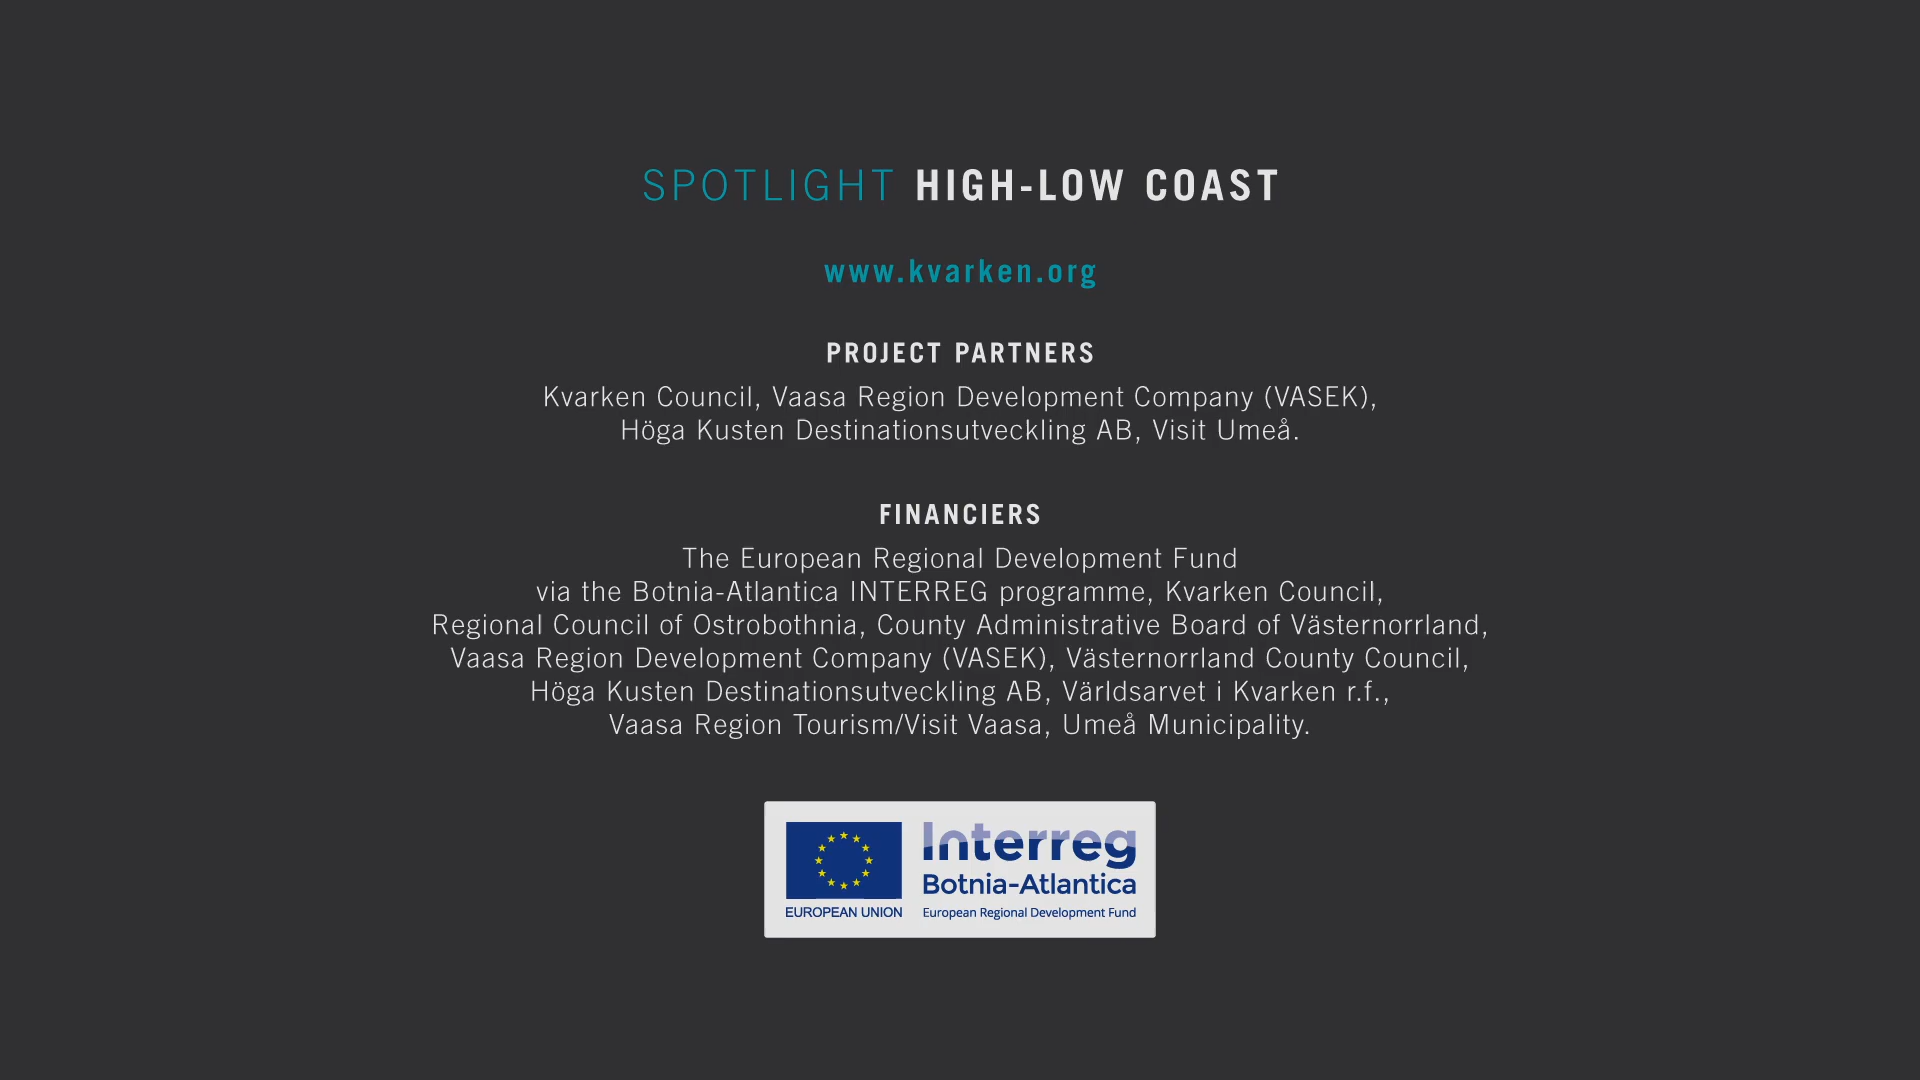 SPOTLIGHT HIGH-LOW COAST
www.kvarken.org
PROJECT PARTNERS
Kvarken Council, Vaasa Region Development Company (VASEK),
Höga Kusten Destinationsutveckling AB, Visit Umeå.
FINANCIERS
The European Regional Development Fund
via the Botnia-Atlantica INTERREG programme, Kvarken Council,
Regional Council of Ostrobothnia, County Administrative Board of Västernorrland,
Vaasa Region Development Company (VASEK), Västernorrland County Council,
Höga Kusten Destinationsutveckling AB, Världsarvet i Kvarken r.f.,
Vaasa Region Tourism/Visit Vaasa, Umeå Municipality.
Interreg
Botnia-Atlantica
EUROPEAN UNION European Regional Development Fund